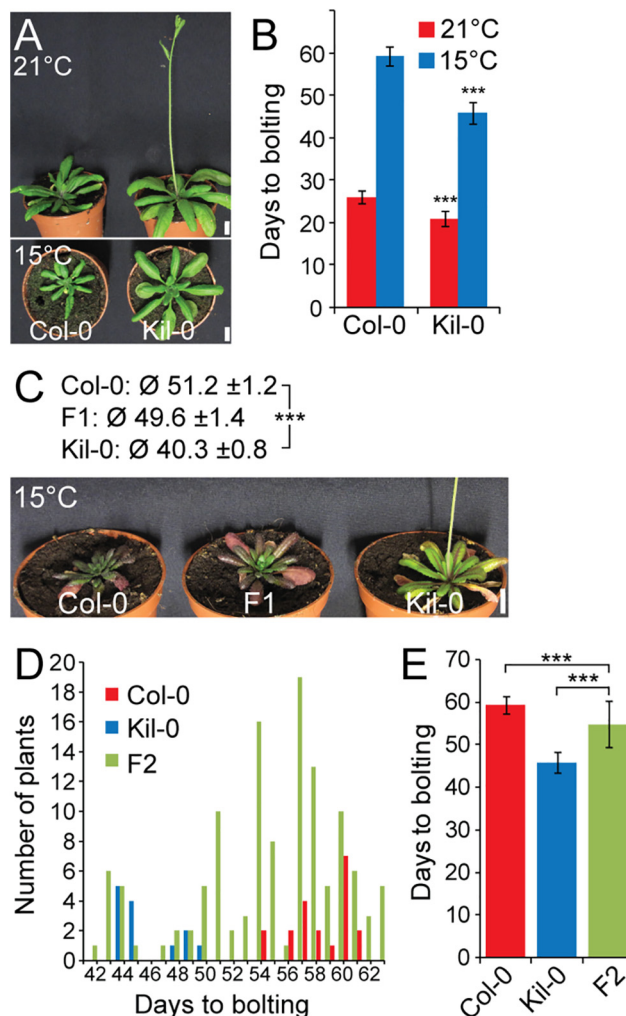 A
21°C
15°C
Col-0 Kil-0
B
21°C
15°C
Days to bolting
60
50
40
30
20
10
0
***
***
Col-0 Kil-0
C
Col-0: Ø 51.2 ±1.2
F1: Ø 49.6 ±1.4
Kil-0: Ø 40.3 ±0.8
***
15°C
Col-0 F1 Kil-0
D
Number of plants
20
18
16
14
12
10
8
6
4
2
0
Col-0
Kil-0
F2
42 44 46 48 50 52 54 56 58 60 62
Days to bolting
E
Days to bolting
70
60
50
40
30
20
10
0
***
***
Col-0
Kil-0
F2